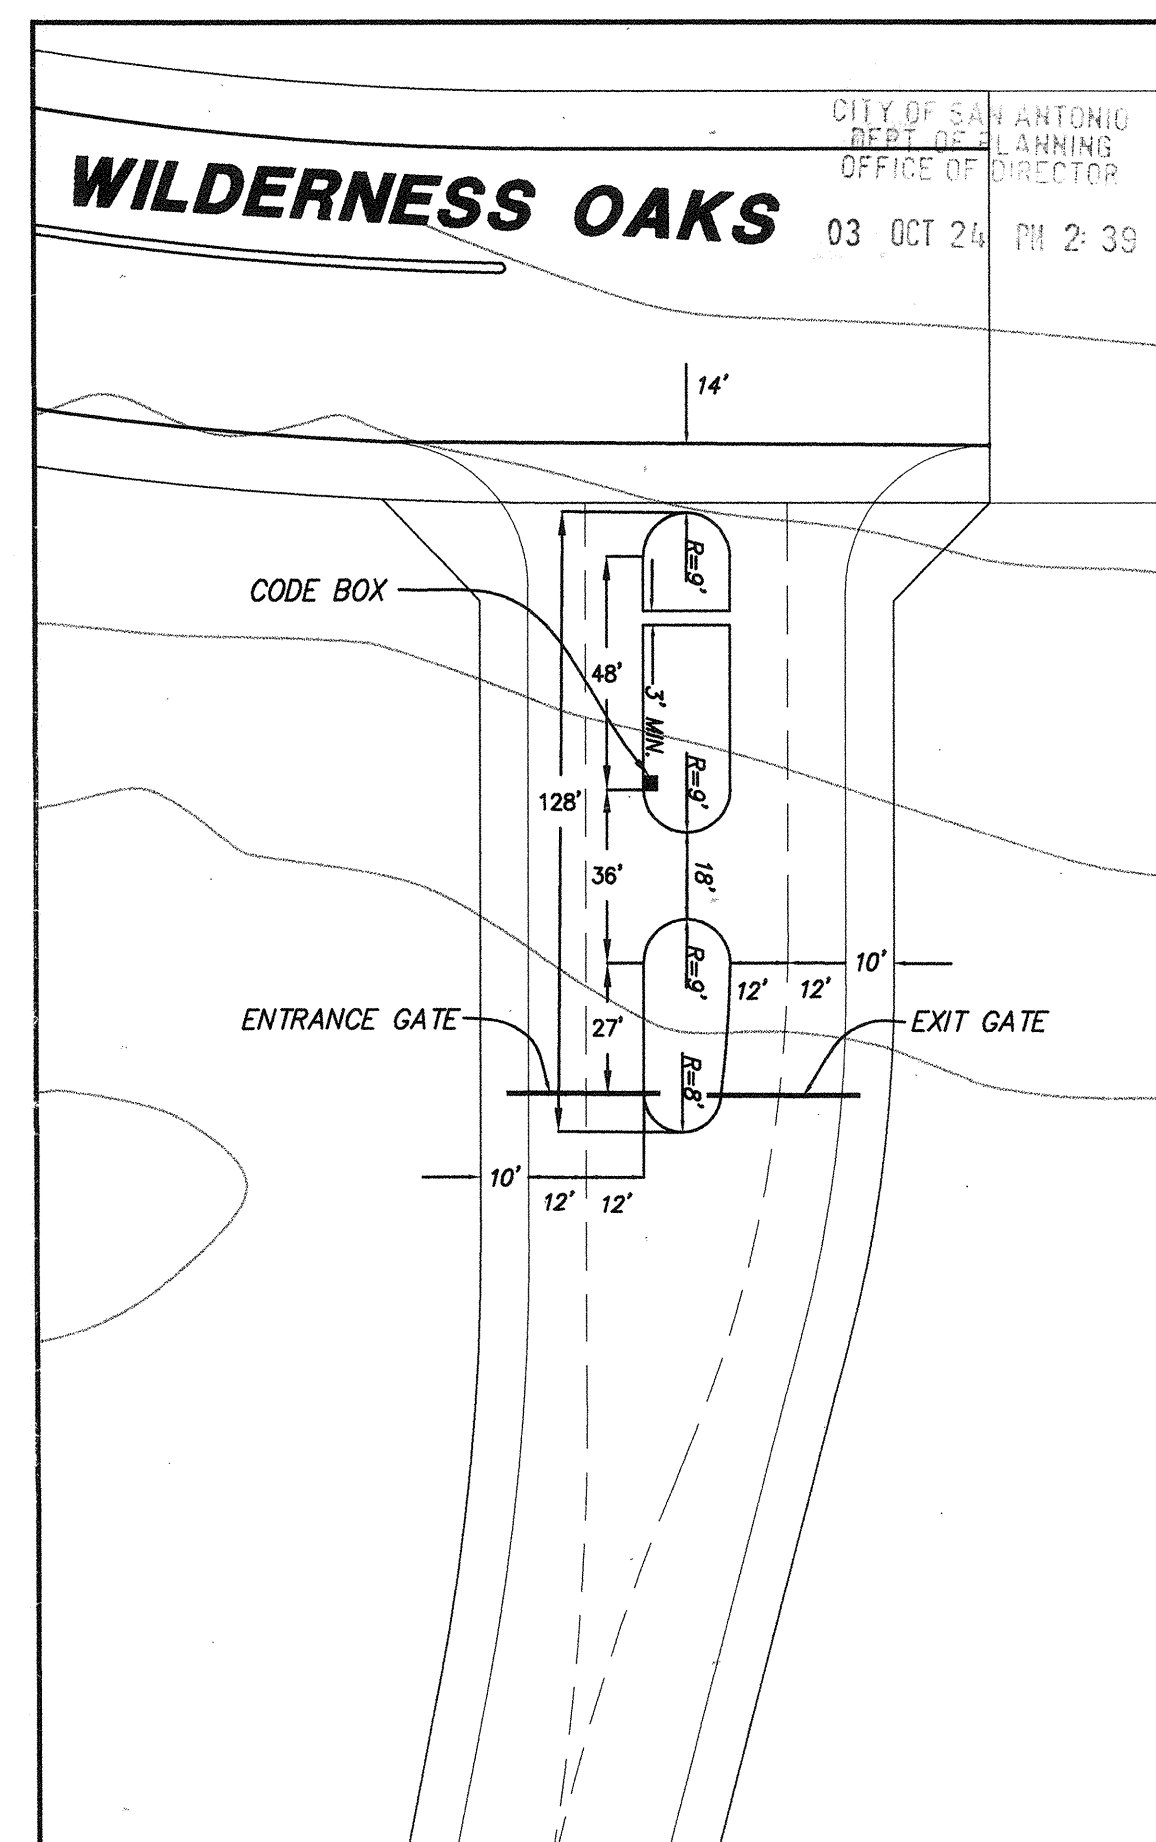 CITY OF SAN ANTONIO
DEPT OF PLANNING
OFFICE OF DIRECTOR
WILDERNESS OAKS
03 OCT 24 PM 2:39
14'
R=9'
CODE BOX
48'
3' MIN.
R=9'
128'
36'
18'
R=9'
10'
12'
12'
ENTRANCE GATE
27'
EXIT GATE
R=8'
10'
12'
12'